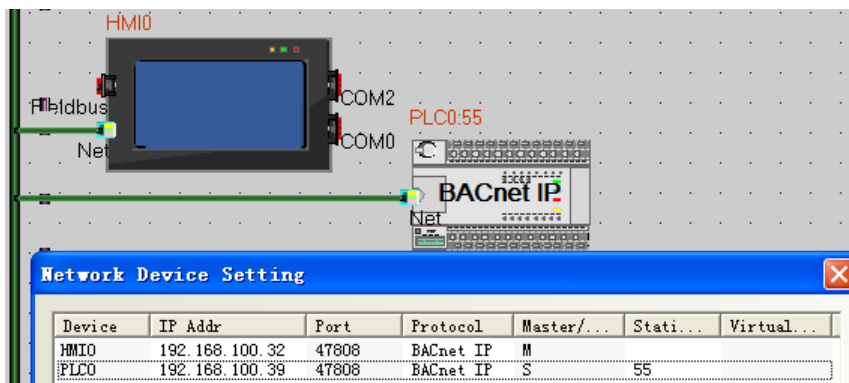 HMI0
COM2
Fieldbus
PLC0:55
COM0
Net
BACnet IP
Net
Network Device Setting
Device IP Addr Port Protocol Master/... Stati... Virtual...
HMI0 192.168.100.32 47808 BACnet IP M
PLC0 192.168.100.39 47808 BACnet IP S 55